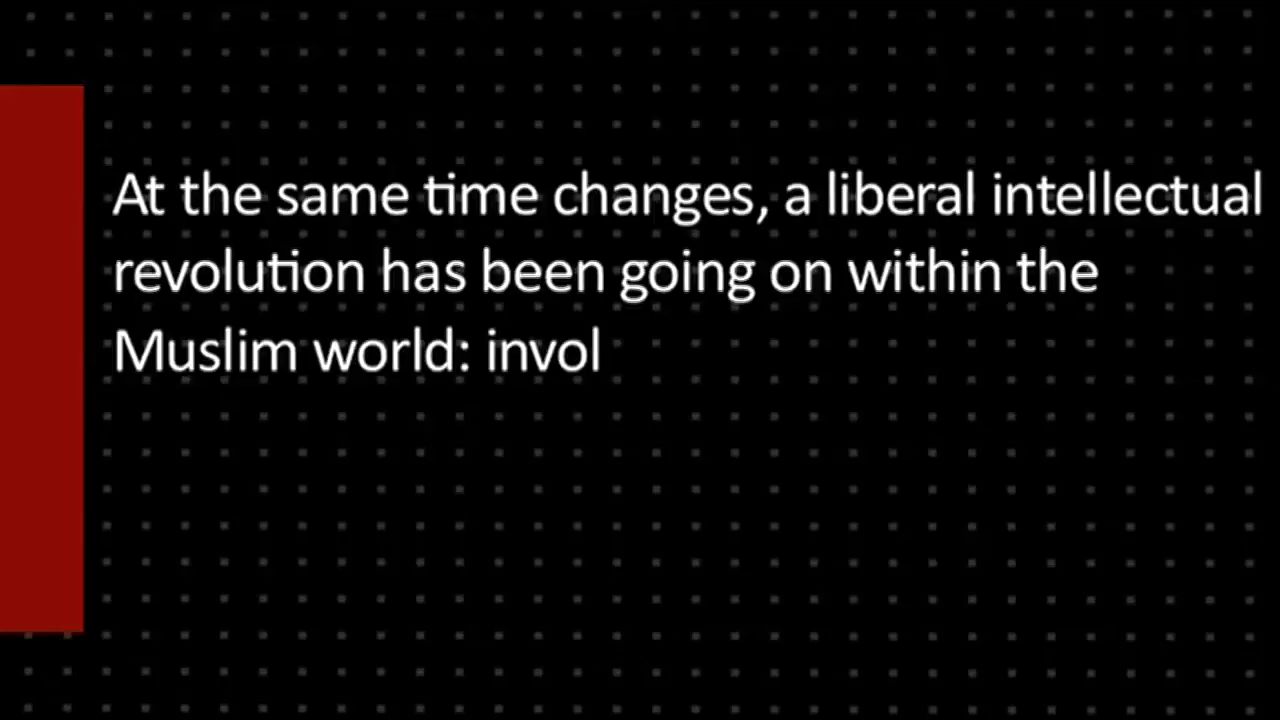 At the same time changes, a liberal intellectual
revolution has been going on within the
Muslim world: invol